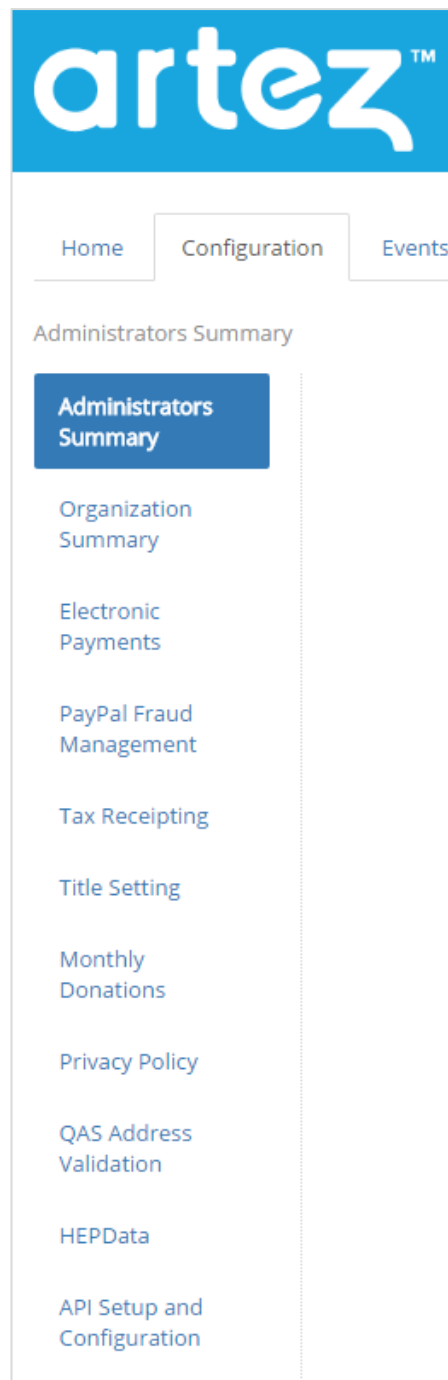 artez™
Home Configuration Events
Administrators Summary
Administrators
Summary
Organization
Summary
Electronic
Payments
PayPal Fraud
Management
Tax Receipting
Title Setting
Monthly
Donations
Privacy Policy
QAS Address
Validation
HEPData
API Setup and
Configuration